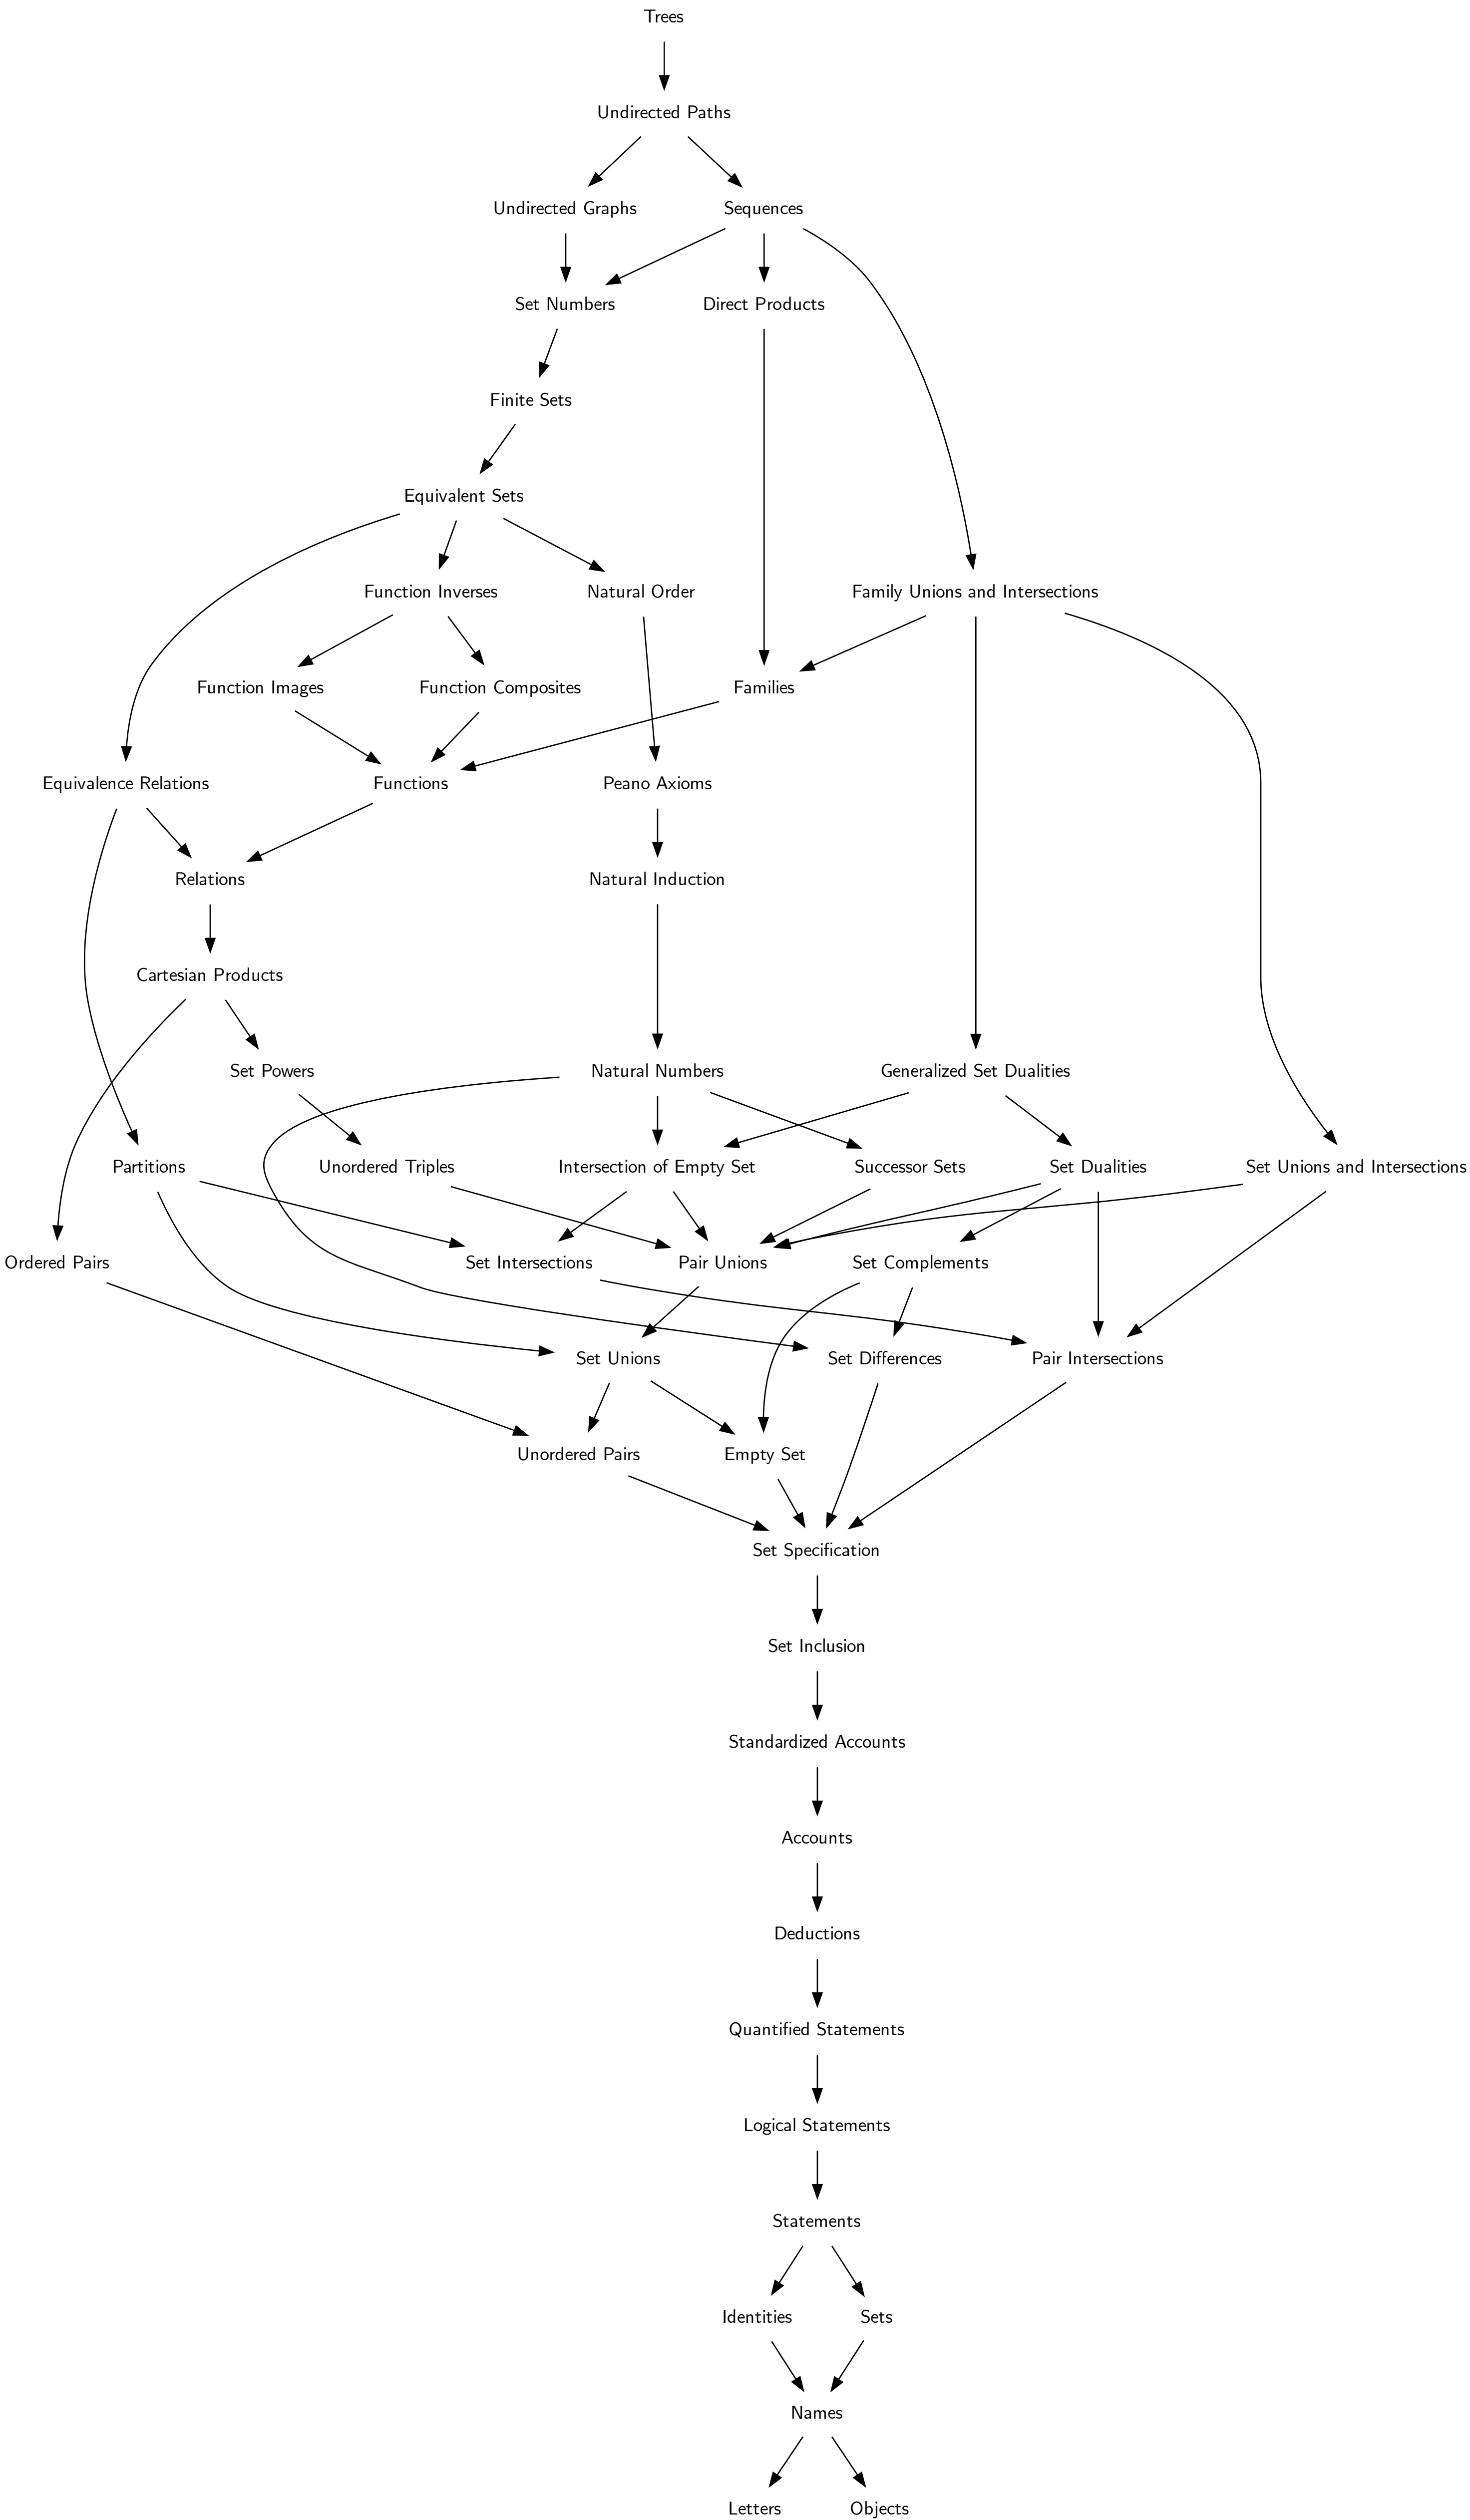 Trees
Undirected Paths
Undirected Graphs
Sequences
Set Numbers
Direct Products
Finite Sets
Equivalent Sets
Function Inverses
Natural Order
Family Unions and Intersections
Function Images
Function Composites
Families
Equivalence Relations
Functions
Peano Axioms
Relations
Natural Induction
Cartesian Products
Set Powers
Natural Numbers
Generalized Set Dualities
Partitions
Unordered Triples
Intersection of Empty Set
Successor Sets
Set Dualities
Set Unions and Intersections
Ordered Pairs
Set Intersections
Pair Unions
Set Complements
Set Unions
Set Differences
Pair Intersections
Unordered Pairs
Empty Set
Set Specification
Set Inclusion
Standardized Accounts
Accounts
Deductions
Quantified Statements
Logical Statements
Statements
Identities
Sets
Names
Letters
Objects